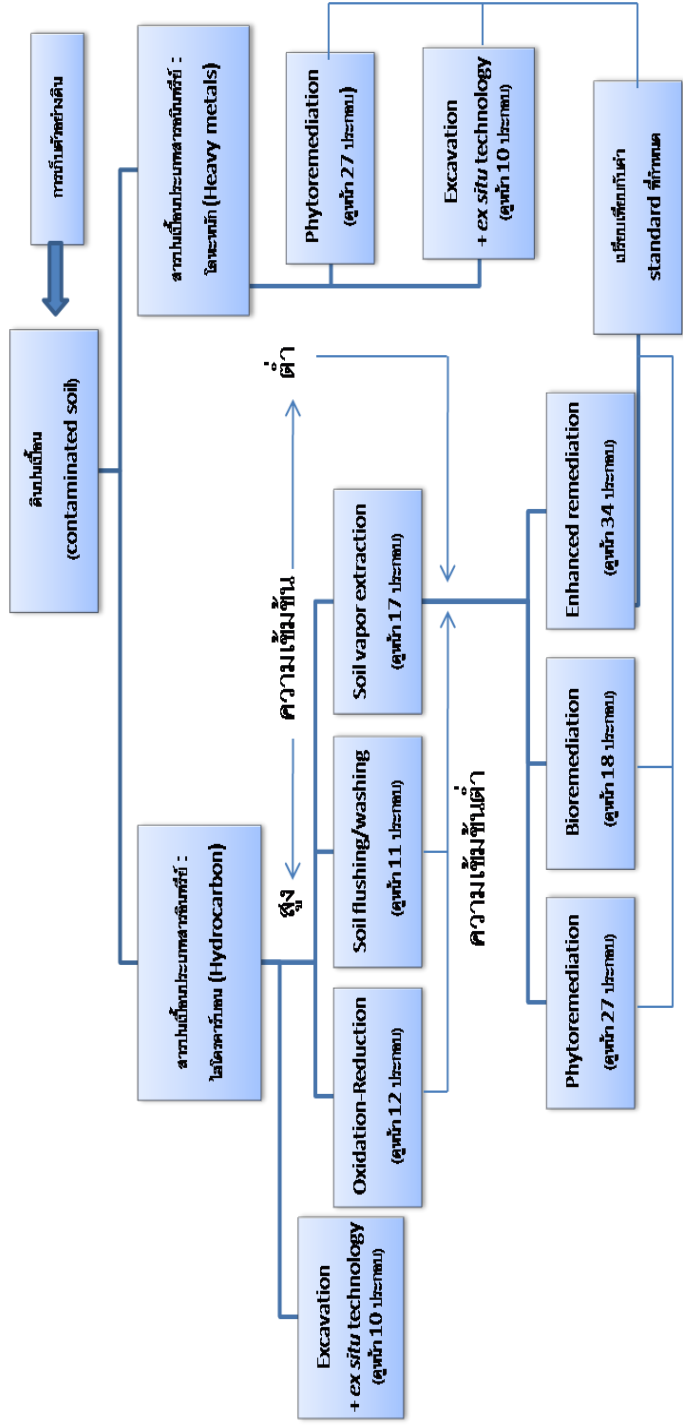 การเก็บตัวอย่างดิน
ดินปนเปื้อน
(contaminated soil)
สารปนเปื้อนประเภทสารอินทรีย์ :
ไฮโดรคาร์บอน (Hydrocarbon)
สารปนเปื้อนประเภทสารอนินทรีย์ :
โลหะหนัก (Heavy metals)
สูง
ความเข้มข้น
ต่ำ
Excavation
+ ex situ technology
(ดูหน้า 10 ประกอบ)
Oxidation-Reduction
(ดูหน้า 12 ประกอบ)
Soil flushing/washing
(ดูหน้า 11 ประกอบ)
Soil vapor extraction
(ดูหน้า 17 ประกอบ)
Phytoremediation
(ดูหน้า 27 ประกอบ)
Excavation
+ ex situ technology
(ดูหน้า 10 ประกอบ)
ความเข้มข้นต่ำ
Phytoremediation
(ดูหน้า 27 ประกอบ)
Bioremediation
(ดูหน้า 18 ประกอบ)
Enhanced remediation
(ดูหน้า 34 ประกอบ)
เปรียบเทียบกับค่า
standard ที่กำหนด